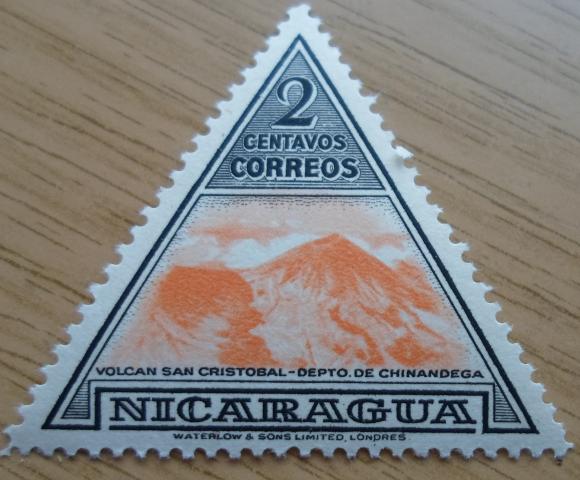 2
CENTAVOS
CORREOS
VOLCAN SAN CRISTOBAL-DEPTO. DE CHINANDEGA
NICARAGUA
WATERLOW & SONS LIMITED, LONDRES.